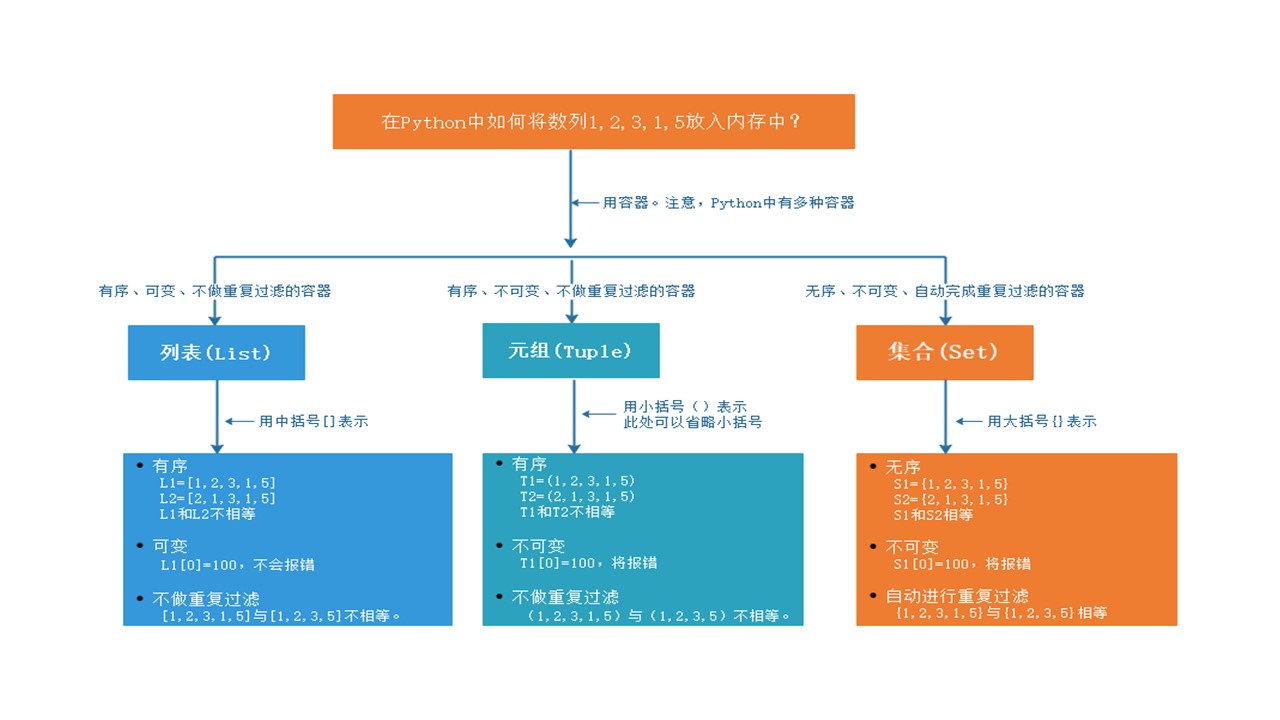 在Python中如何将数列1,2,3,1,5放入内存中?
用容器。注意，Python中有多种容器
有序、可变、不做重复过滤的容器
有序、不可变、不做重复过滤的容器
无序、不可变、自动完成重复过滤的容器
列表(List)
元组(Tuple)
集合(Set)
用中括号[]表示
用小括号（）表示
此处可以省略小括号
用大括号{}表示
• 有序
L1=[1,2,3,1,5]
L2=[2,1,3,1,5]
L1和L2不相等
• 可变
L1[0]=100，不会报错
• 不做重复过滤
[1,2,3,1,5]与[1,2,3,5]不相等。
• 有序
T1=(1,2,3,1,5)
T2=(2,1,3,1,5)
T1和T2不相等
• 不可变
T1[0]=100，将报错
• 不做重复过滤
（1,2,3,1,5）与（1,2,3,5）不相等。
• 无序
S1={1,2,3,1,5}
S2={2,1,3,1,5}
S1和S2相等
• 不可变
S1[0]=100，将报错
• 自动进行重复过滤
{1,2,3,1,5}与{1,2,3,5}相等